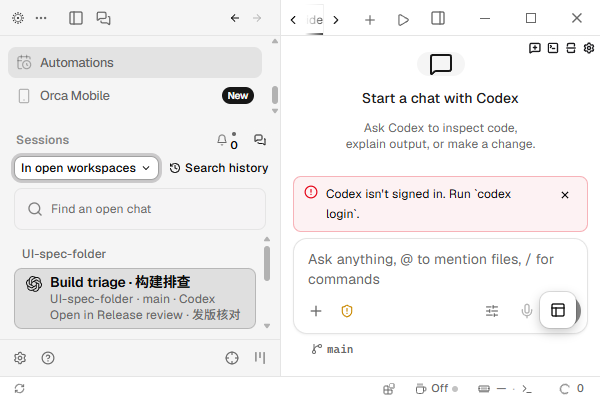 de
Automations
Orca Mobile
New
Sessions
0
In open workspaces
Search history
Find an open chat
UI-spec-folder
Build triage · 构建排查
UI-spec-folder · main · Codex
Open in Release review · 发版核对
Start a chat with Codex
Ask Codex to inspect code,
explain output, or make a change.
Codex isn't signed in. Run `codex
login`.
Ask anything, @ to mention files, / for
commands
main
Off
— ·
0